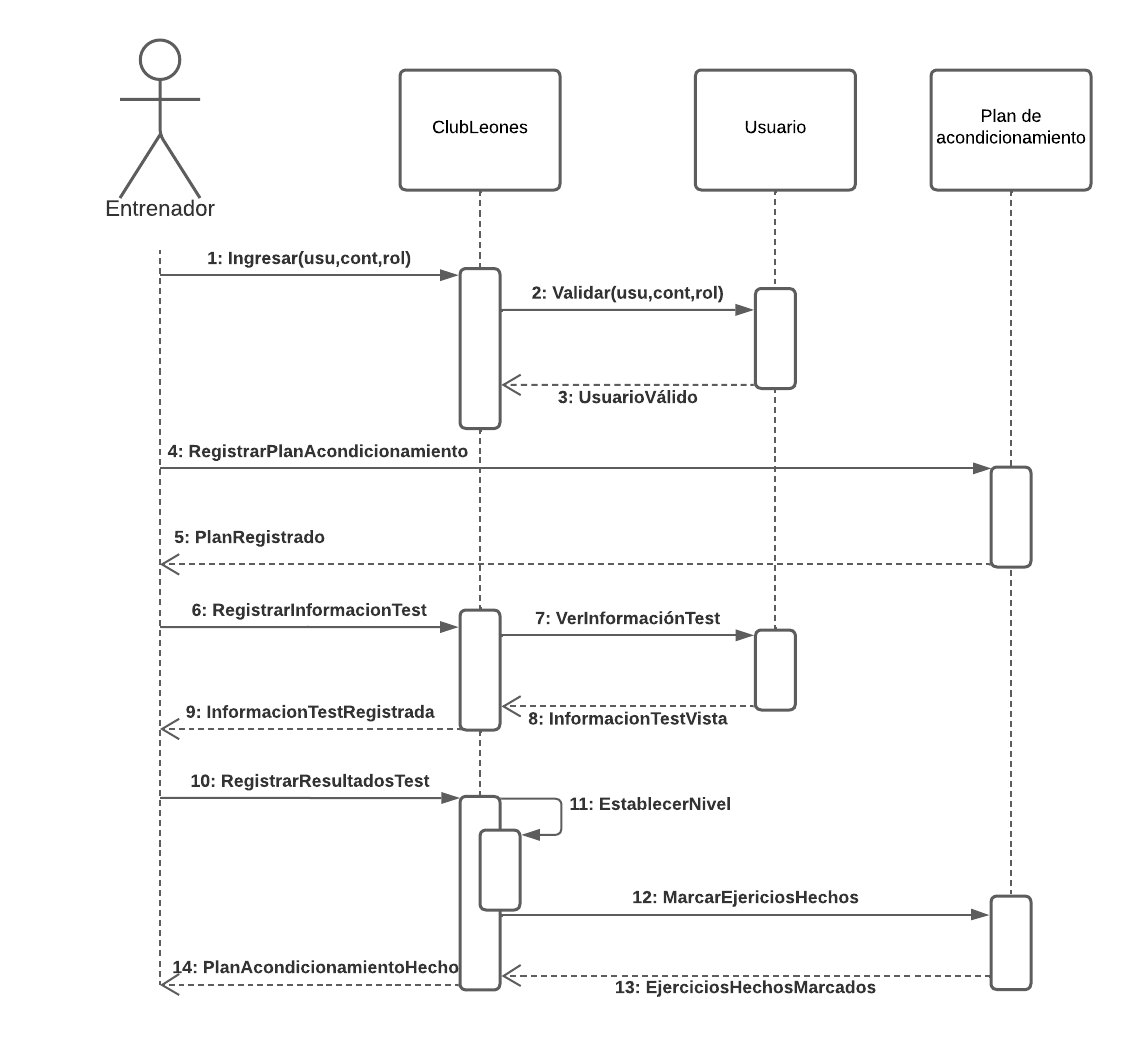 Entrenador
ClubLeones
Usuario
Plan de
acondicionamiento
1: Ingresar(usu,cont,rol)
2: Validar(usu,cont,rol)
3: UsuarioVálido
4: RegistrarPlanAcondicionamiento
5: PlanRegistrado
6: RegistrarInformacionTest
7: VerInformaciónTest
8: InformacionTestVista
9: InformacionTestRegistrada
10: RegistrarResultadosTest
11: EstablecerNivel
12: MarcarEjericiosHechos
13: EjerciciosHechosMarcados
14: PlanAcondicionamientoHecho